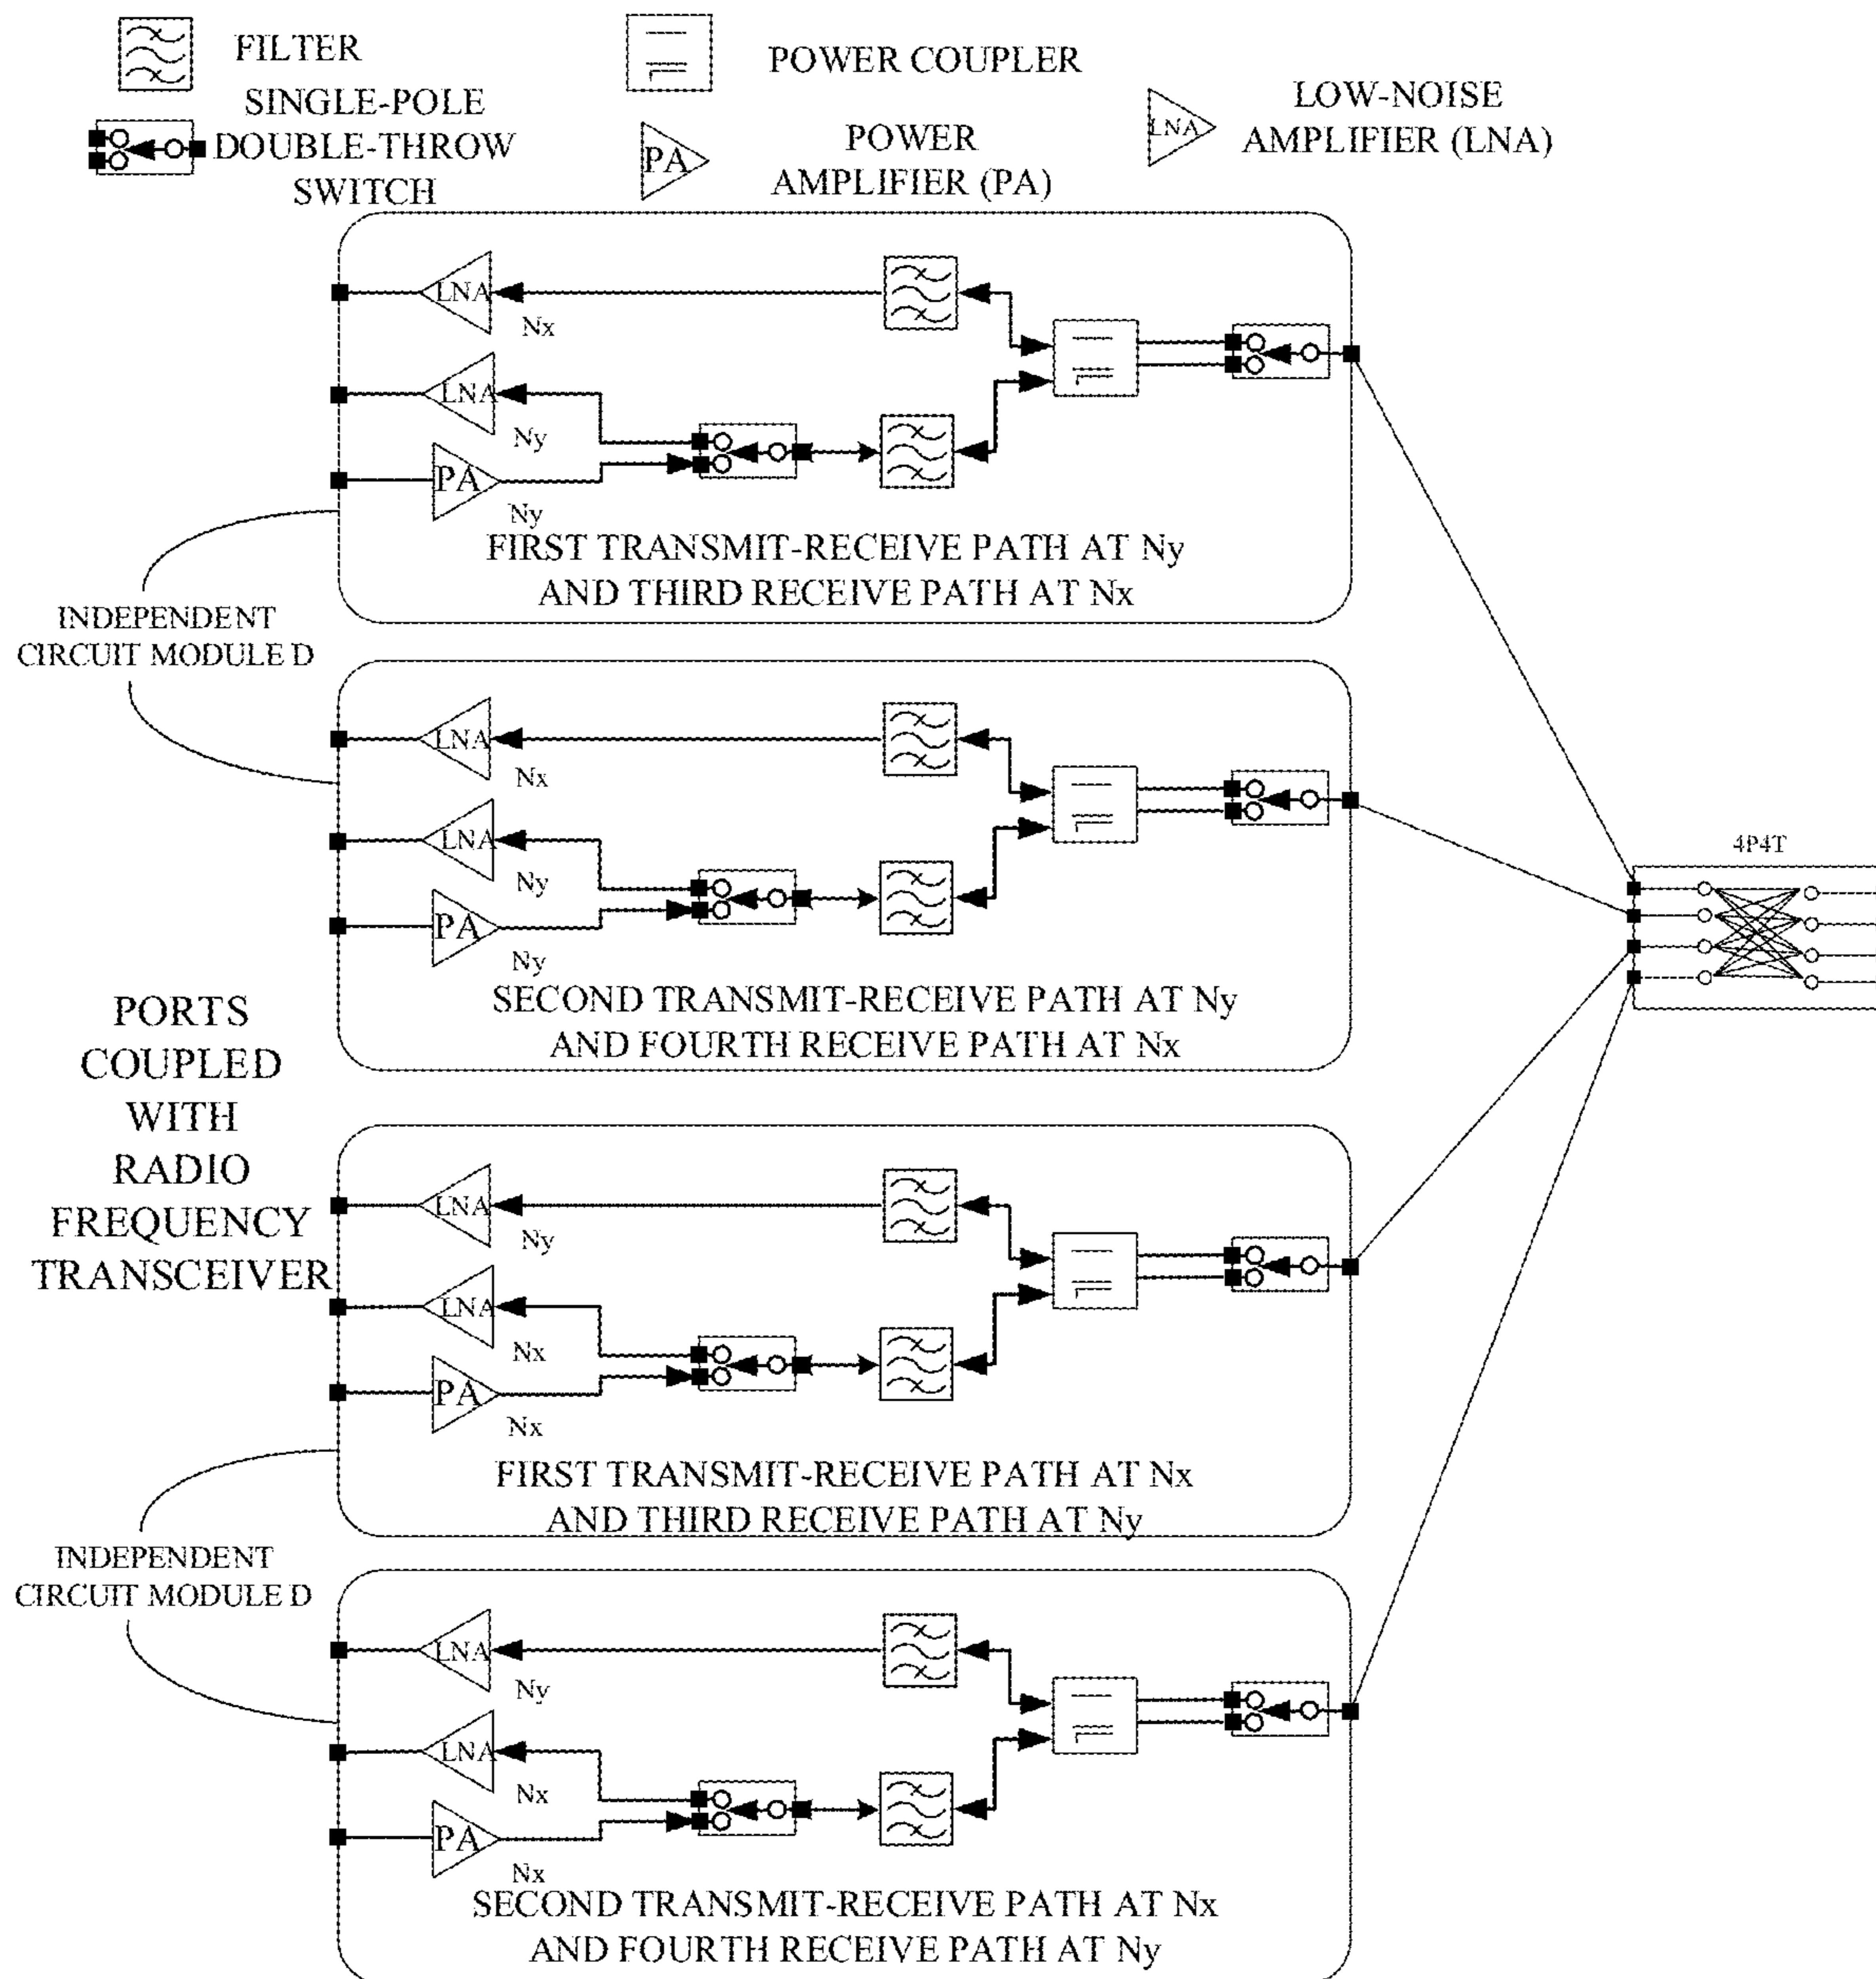 FILTER
POWER COUPLER
SINGLE-POLE
DOUBLE-THROW
SWITCH
PA
POWER
AMPLIFIER (PA)
LNA
LOW-NOISE
AMPLIFIER (LNA)
LNA
Nx
LNA
Ny
PA
Ny
FIRST TRANSMIT-RECEIVE PATH AT Ny
AND THIRD RECEIVE PATH AT Nx
INDEPENDENT
CIRCUIT MODULE D
LNA
Nx
LNA
Ny
PA
Ny
SECOND TRANSMIT-RECEIVE PATH AT Ny
AND FOURTH RECEIVE PATH AT Nx
4P4T
PORTS
COUPLED
WITH
RADIO
FREQUENCY
TRANSCEIVER
LNA
Ny
LNA
Nx
PA
Nx
FIRST TRANSMIT-RECEIVE PATH AT Nx
AND THIRD RECEIVE PATH AT Ny
INDEPENDENT
CIRCUIT MODULE D
LNA
Ny
LNA
Nx
PA
Nx
SECOND TRANSMIT-RECEIVE PATH AT Nx
AND FOURTH RECEIVE PATH AT Ny